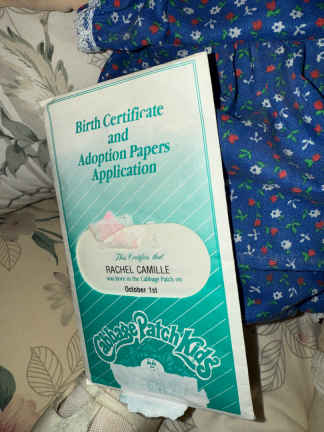 Birth Certificate
and
Adoption Papers
Application
This Certifies that
RACHEL CAMILLE
was born in the Cabbage Patch on
October 1st
Cabbage Patch Kids